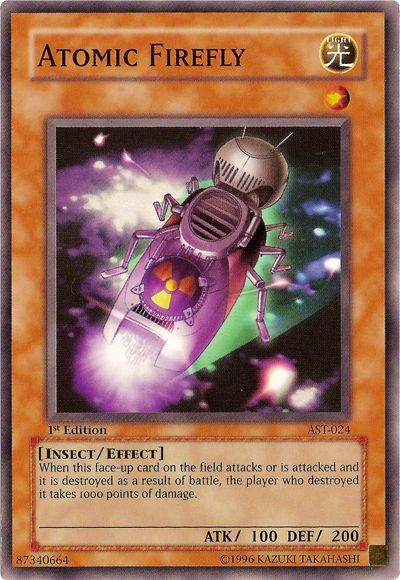 ATOMIC FIREFLY
LIGHT
光
1st Edition
AST-024
[INSECT/EFFECT]
When this face-up card on the field attacks or is attacked and
it is destroyed as a result of battle, the player who destroyed
it takes 1000 points of damage.
ATK/ 100 DEF/ 200
87340664
©1996 KAZUKI TAKAHASHI